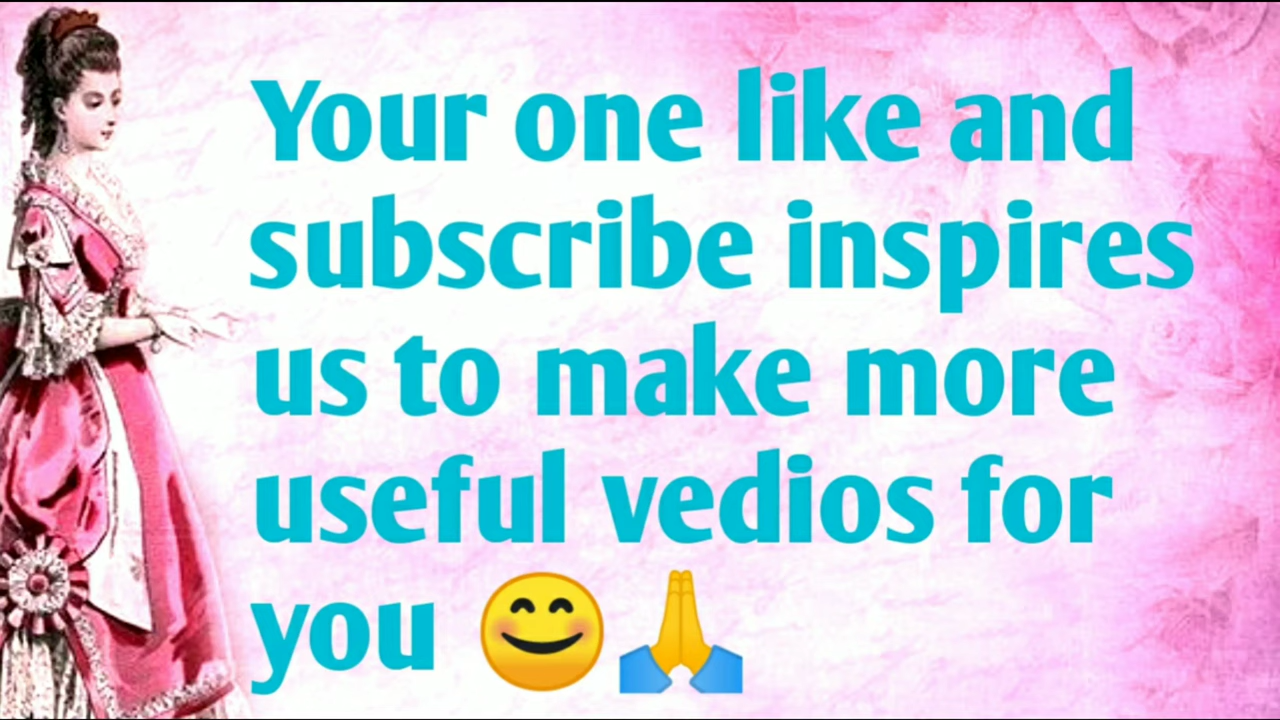 Your one like and
subscribe inspires
us to make more
useful vedios for
you 😊🙏